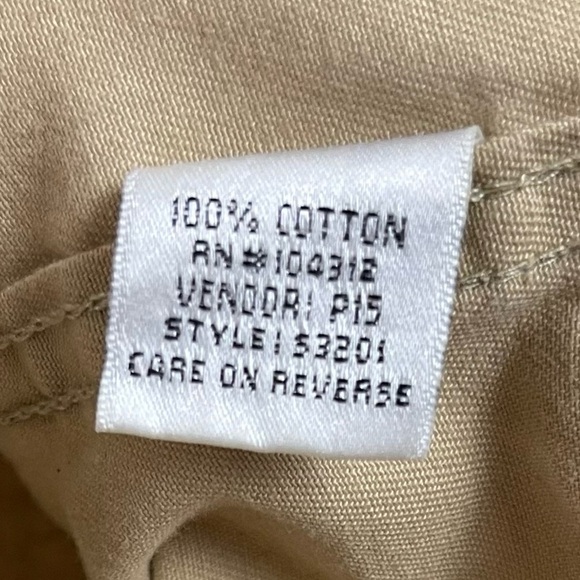 100% COTTON
RN #104312
VENDOR: P15
STYLE: S3201
CARE ON REVERSE